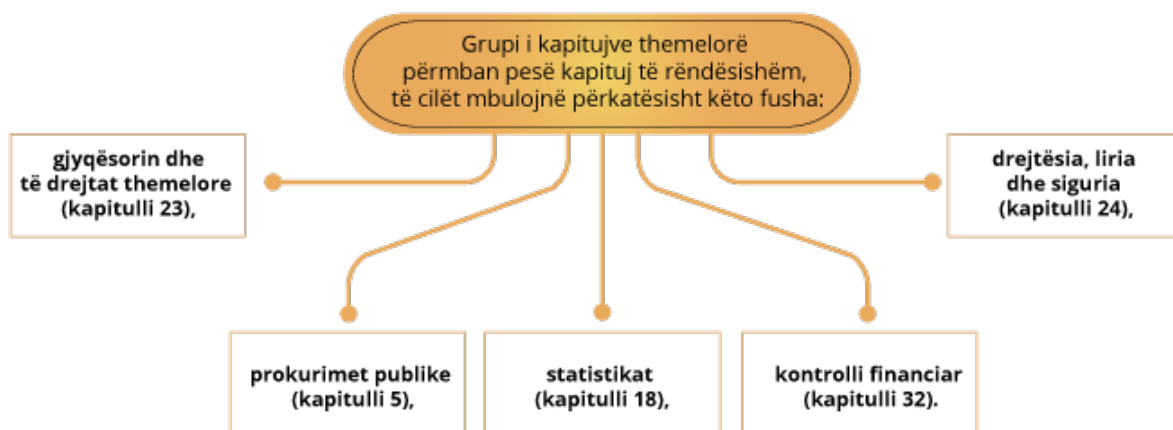 Grupi i kapitujve themelorë
përmban pesë kapituj të rëndësishëm,
të cilët mbulojnë përkatësisht këto fusha:
gjyqësorin dhe
të drejtat themelore
(kapitulli 23),
drejtësia, liria
dhe siguria
(kapitulli 24),
prokurimet publike
(kapitulli 5),
statistikat
(kapitulli 18),
kontrolli financiar
(kapitulli 32).